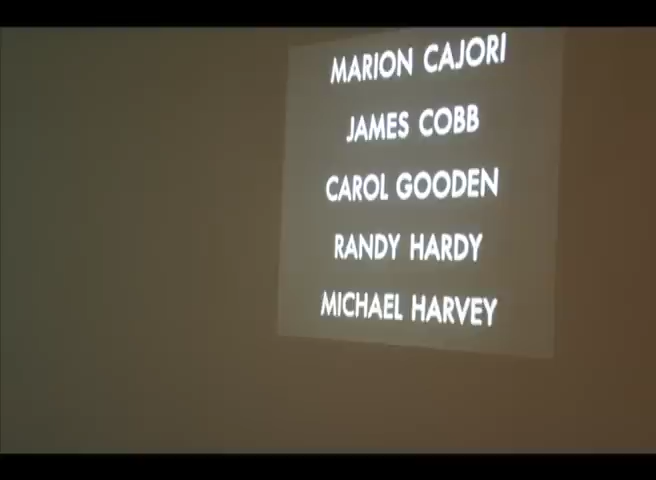 MARION CAJORI
JAMES COBB
CAROL GOODEN
RANDY HARDY
MICHAEL HARVEY